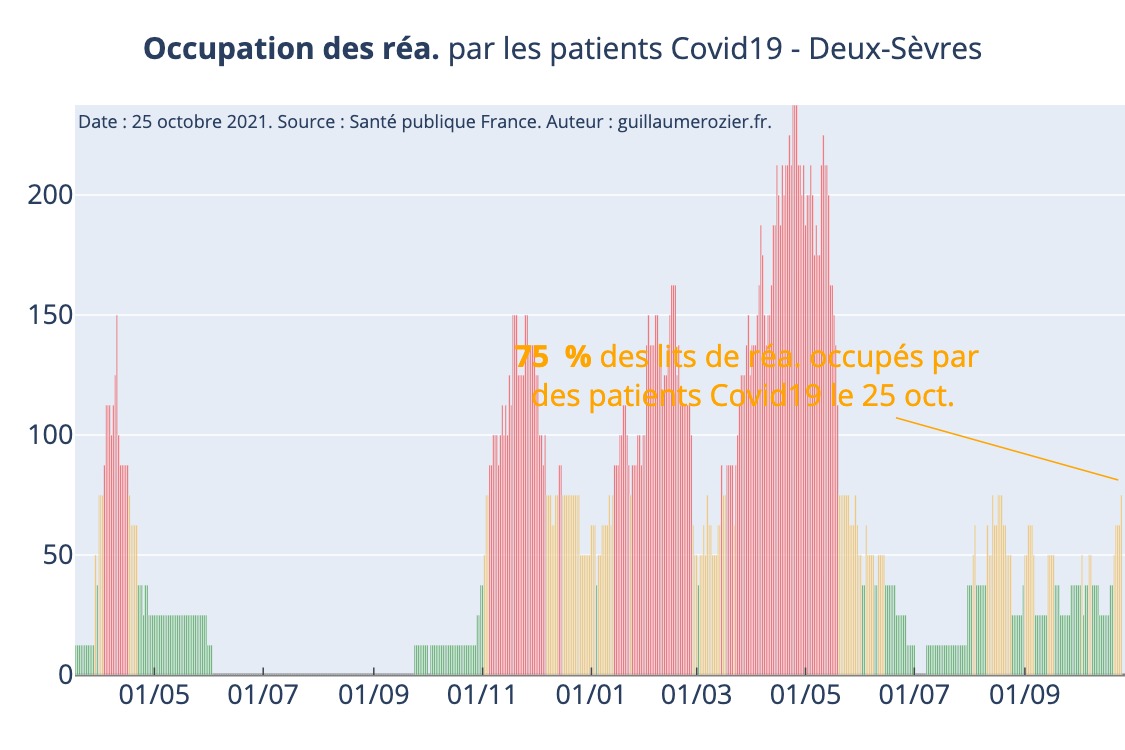 Occupation des réa. par les patients Covid19 - Deux-Sèvres
Date : 25 octobre 2021. Source : Santé publique France. Auteur : guillaumerozier.fr.
200
150
75 % des lits de réa. occupés par
des patients Covid19 le 25 oct.
100
50
0
01/05 01/07 01/09 01/11 01/01 01/03 01/05 01/07 01/09